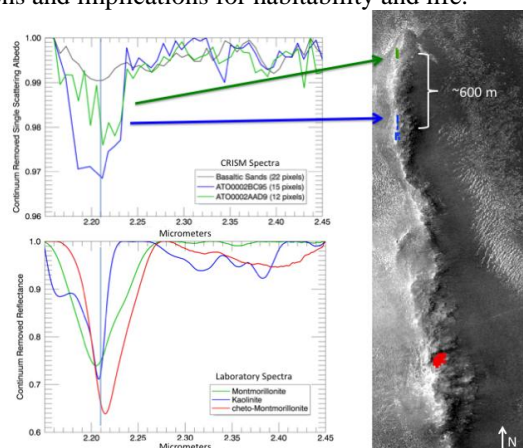 ens and implications for habitability and life.
1.00
0.99
0.98
0.97
0.96
2.20 2.25 2.30 2.35 2.40 2.45
Micrometers
Continuum Removed Single Scattering Albedo
CRISM Spectra
Basaltic Sands (22 pixels)
ATO0002BC95 (15 pixels)
ATO0002AAD9 (12 pixels)
1.0
0.9
0.8
0.7
0.6
2.20 2.25 2.30 2.35 2.40 2.45
Micrometers
Continuum Removed Reflectance
Laboratory Spectra
Montmorillonite
Kaolinite
cheto-Montmorillonite
~600 m
N